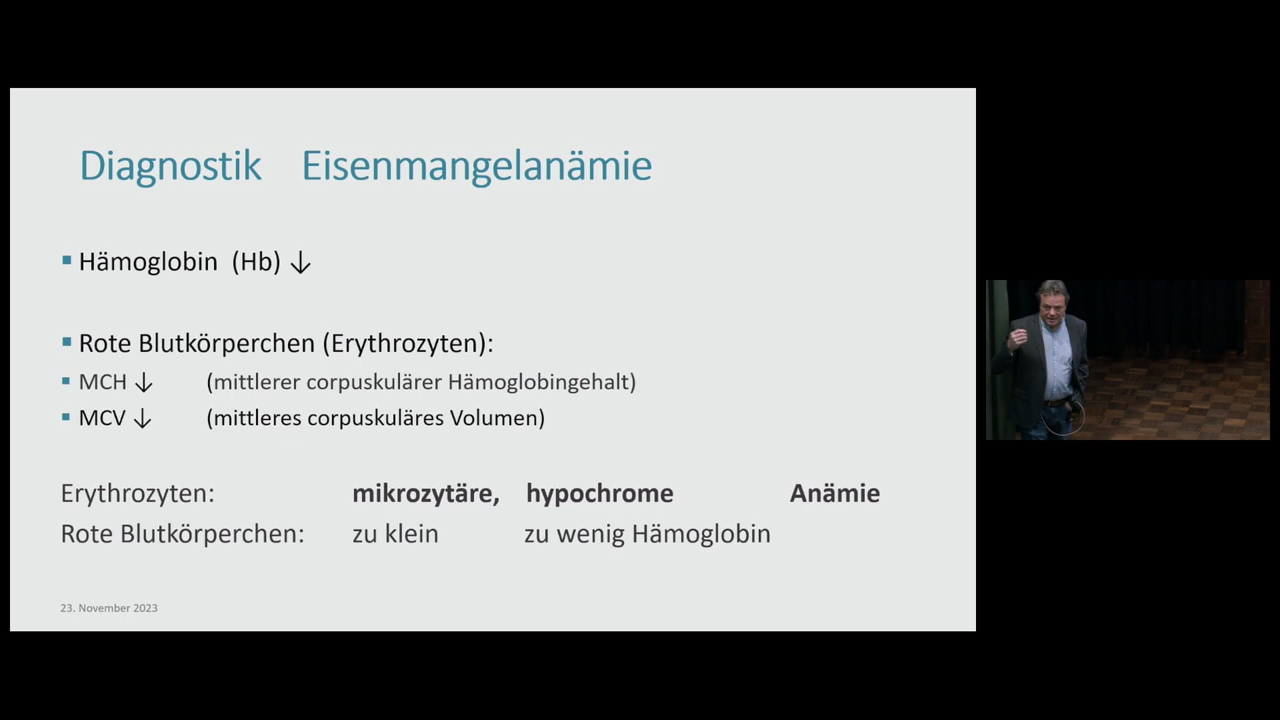 Diagnostik Eisenmangelanämie
▪ Hämoglobin (Hb) ↓
▪ Rote Blutkörperchen (Erythrozyten):
▪ MCH ↓ (mittlerer corpuskulärer Hämoglobingehalt)
▪ MCV ↓ (mittleres corpuskuläres Volumen)
Erythrozyten: mikrozytäre, hypochrome Anämie
Rote Blutkörperchen: zu klein zu wenig Hämoglobin
23. November 2023